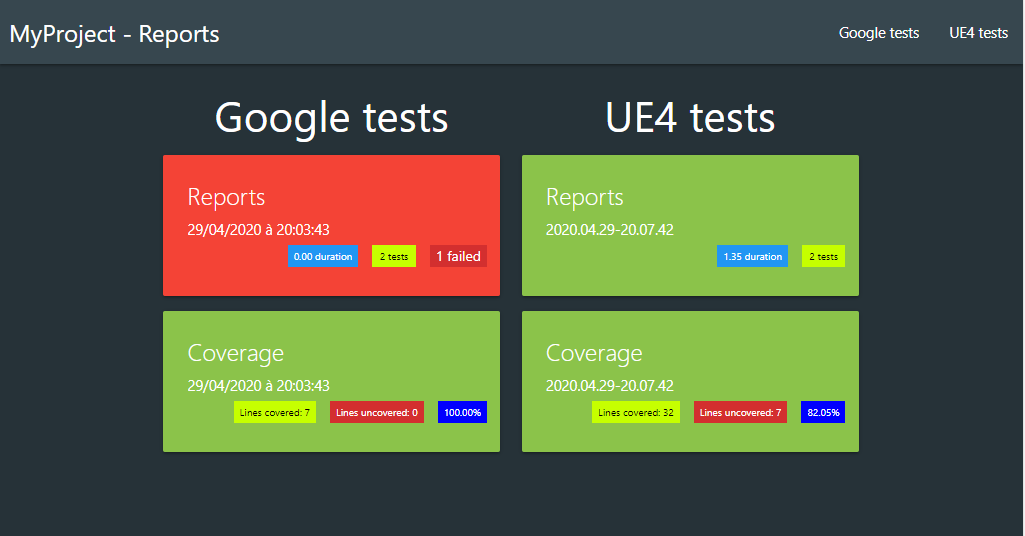 MyProject - Reports
Google tests UE4 tests
Google tests
Reports
29/04/2020 à 20:03:43
0.00 duration 2 tests 1 failed
Coverage
29/04/2020 à 20:03:43
Lines covered: 7 Lines uncovered: 0 100.00%
UE4 tests
Reports
2020.04.29-20.07.42
1.35 duration 2 tests
Coverage
2020.04.29-20.07.42
Lines covered: 32 Lines uncovered: 7 82.05%